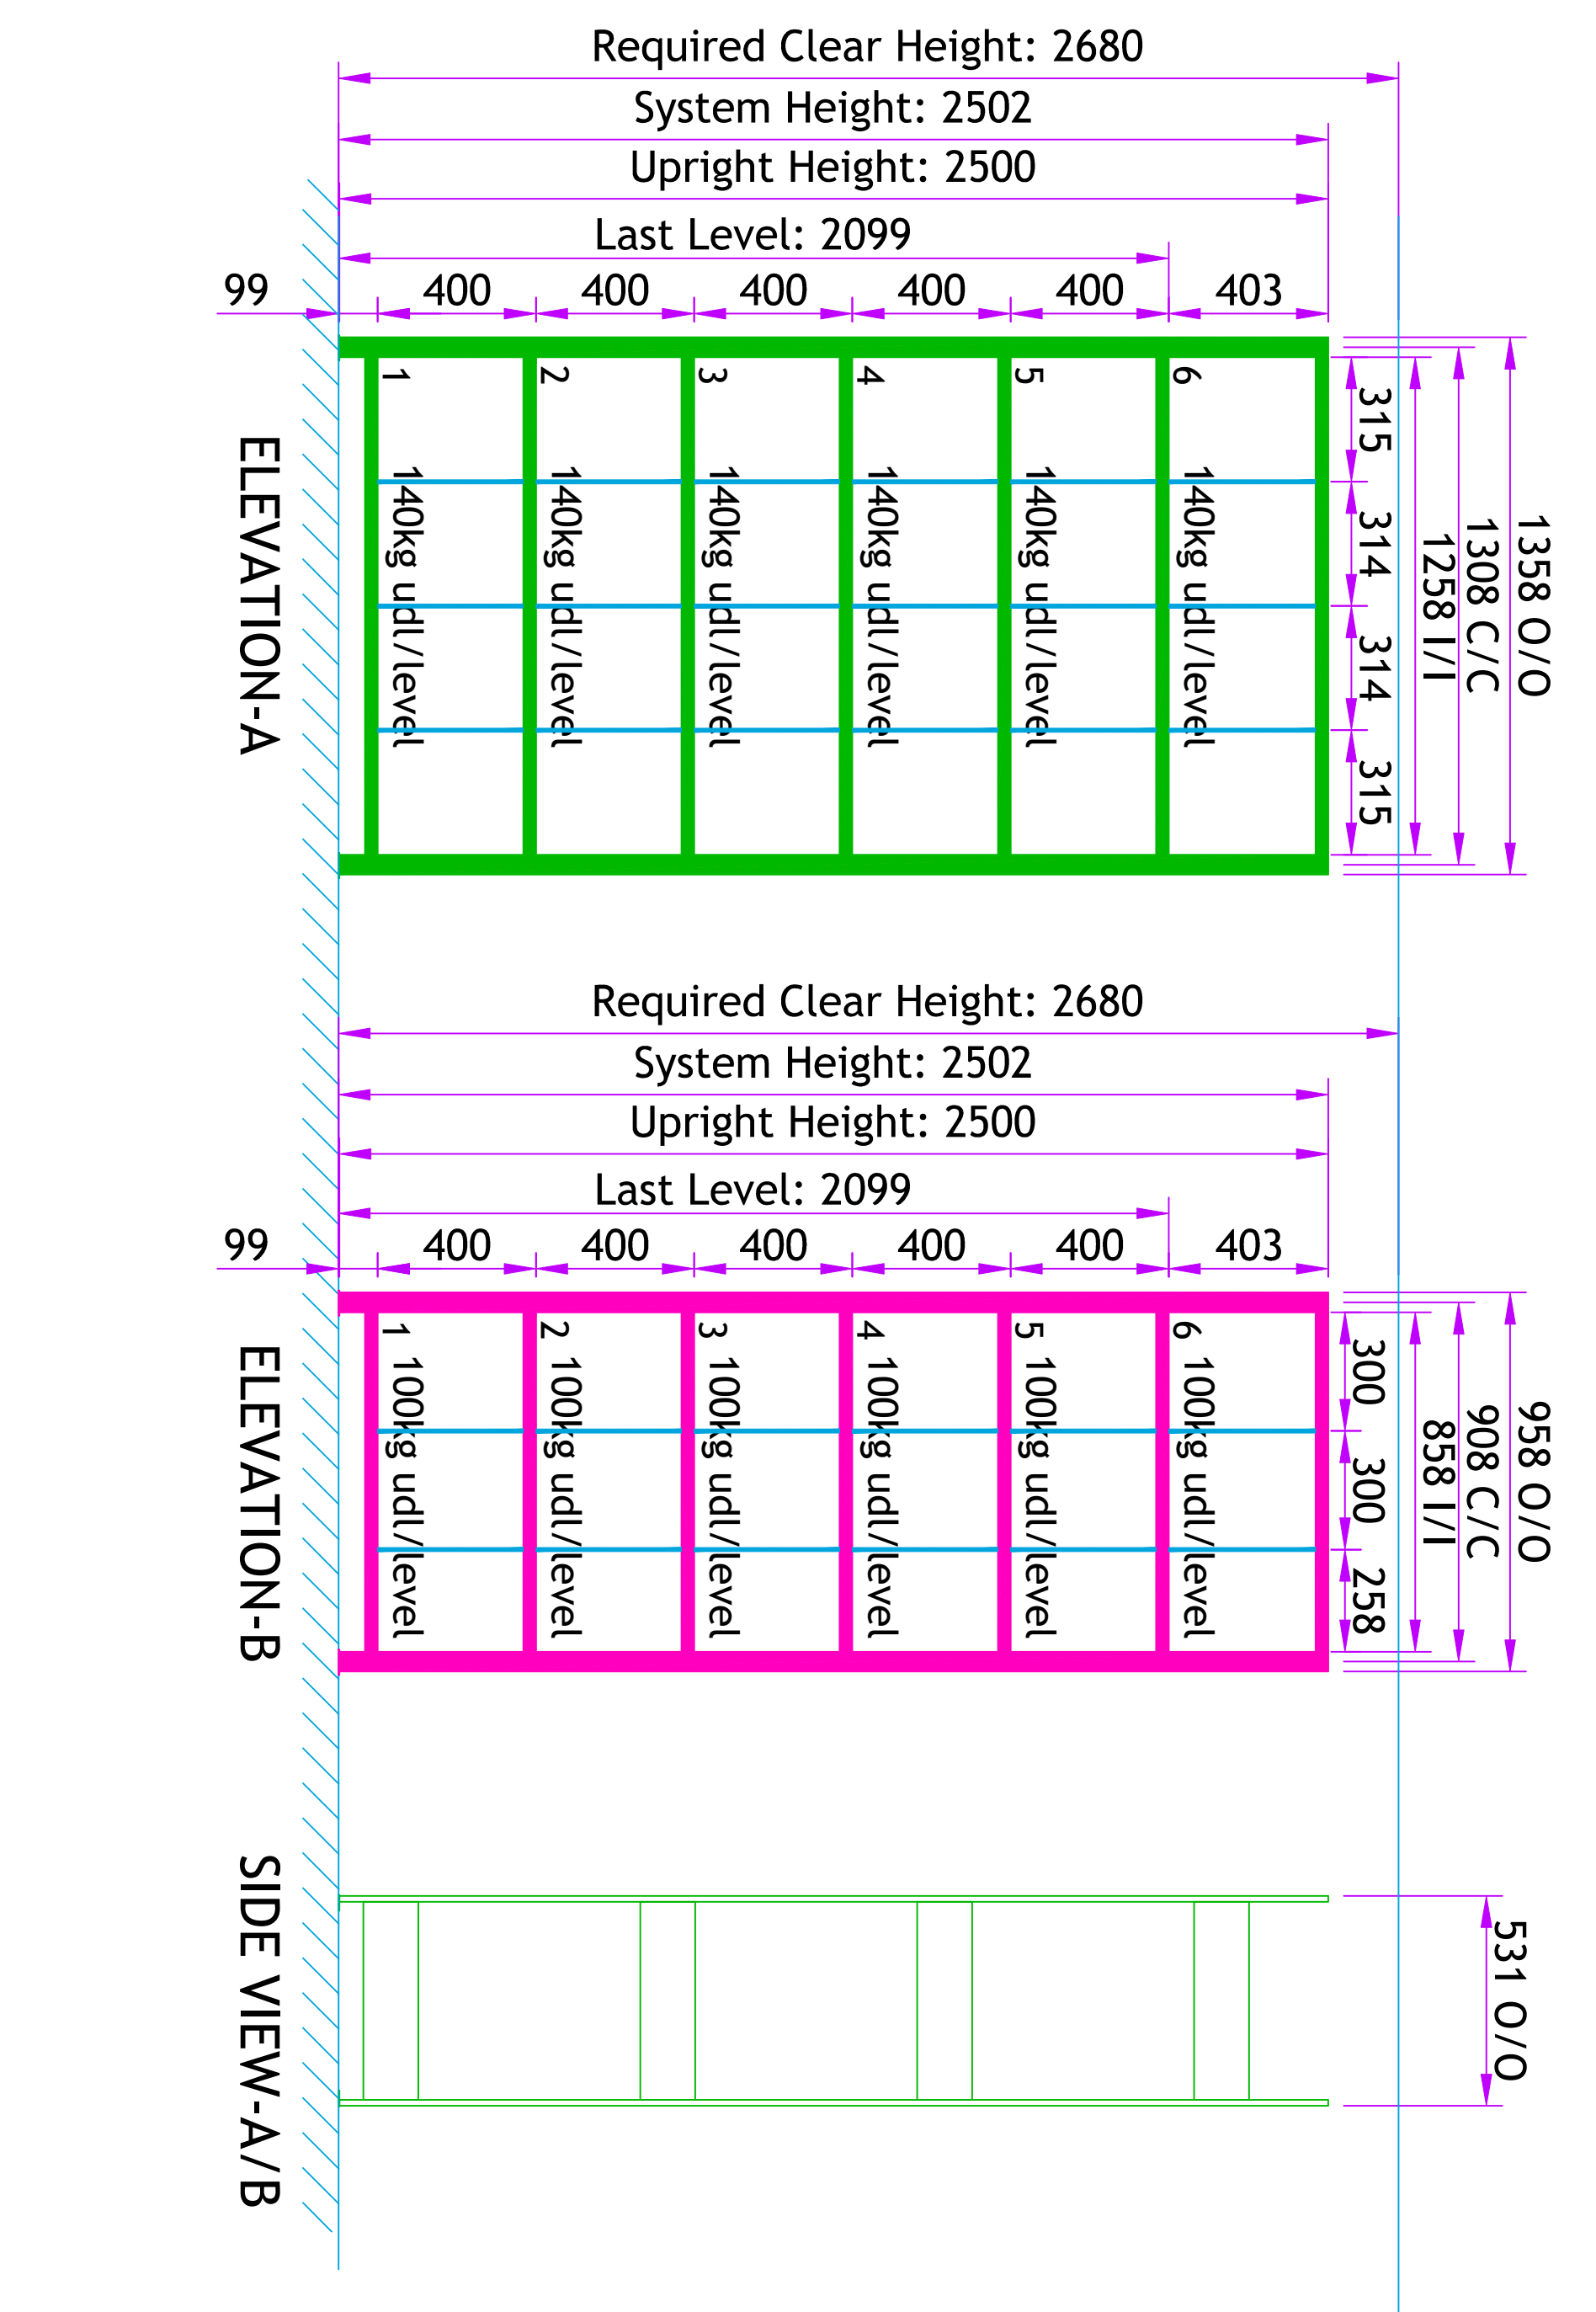 Required Clear Height: 2680
System Height: 2502
Upright Height: 2500
Last Level: 2099
99
400
400
400
400
400
403
1
2
3
4
5
6
140kg udl/level
140kg udl/level
140kg udl/level
140kg udl/level
140kg udl/level
140kg udl/level
315
314
314
315
1258 I/I
1308 C/C
1358 O/O
ELEVATION-A
Required Clear Height: 2680
System Height: 2502
Upright Height: 2500
Last Level: 2099
99
400
400
400
400
400
403
1
2
3
4
5
6
100kg udl/level
100kg udl/level
100kg udl/level
100kg udl/level
100kg udl/level
100kg udl/level
300
300
258
858 I/I
908 C/C
958 O/O
ELEVATION-B
531 O/O
SIDE VIEW-A/B